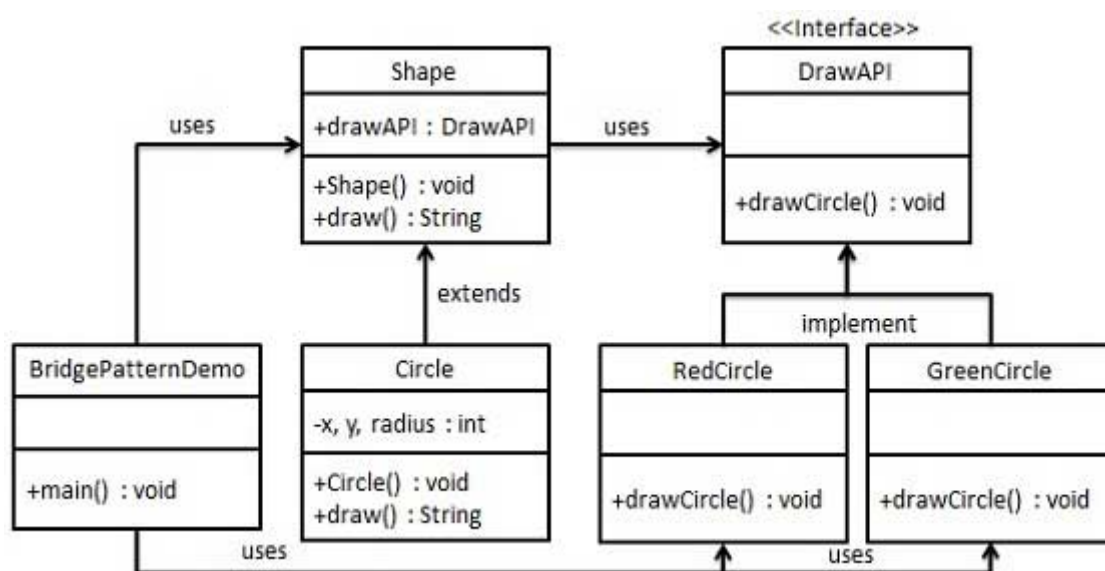 <<Interface>>
Shape
DrawAPI
+drawAPI : DrawAPI
uses
uses
+Shape() : void
+draw() : String
+drawCircle() : void
extends
implement
BridgePatternDemo
Circle
RedCircle
GreenCircle
-x, y, radius : int
+main() : void
+Circle() : void
+draw() : String
+drawCircle() : void
+drawCircle() : void
uses
uses